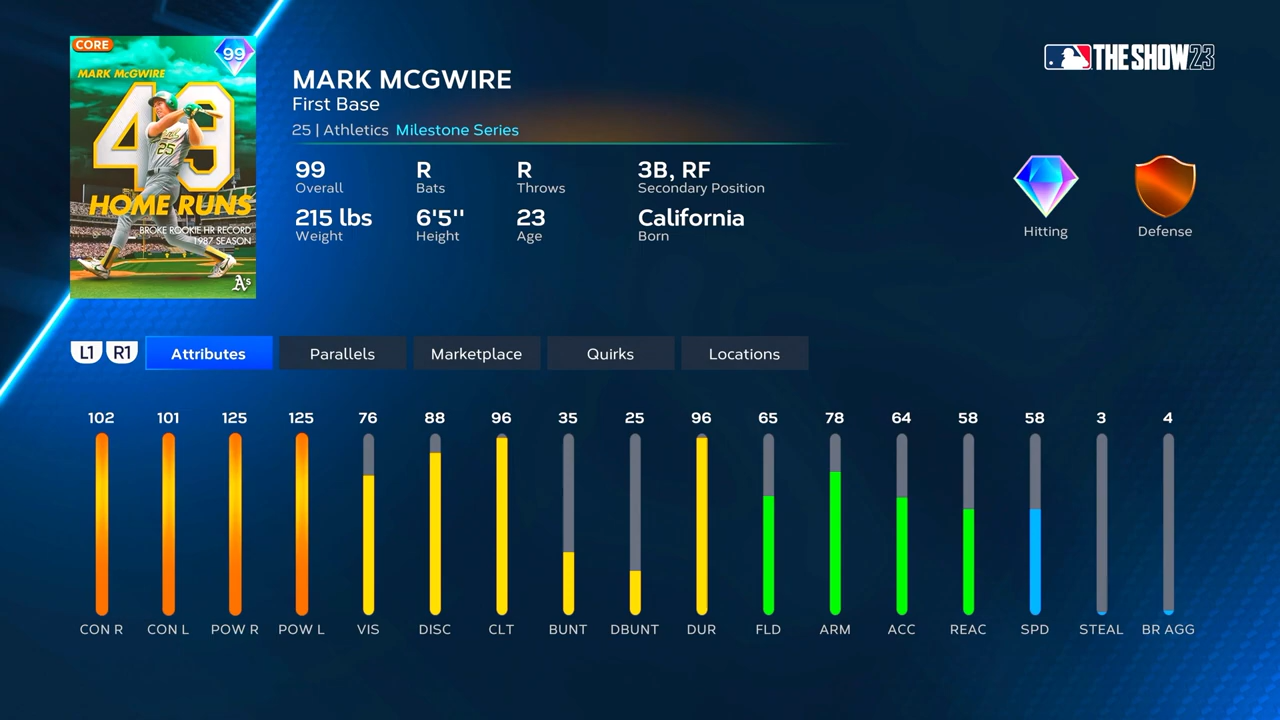 CORE
99
MARK McGWIRE
49
HOME RUNS
BROKE ROOKIE HR RECORD
1987 SEASON
25
A's
MARK MCGWIRE
First Base
25 | Athletics Milestone Series
99 R R 3B, RF
Overall Bats Throws Secondary Position
215 lbs 6'5'' 23 California
Weight Height Age Born
THE SHOW 23
Hitting Defense
L1 R1 Attributes Parallels Marketplace Quirks Locations
102 101 125 125 76 88 96 35 25 96 65 78 64 58 58 3 4
CON R CON L POW R POW L VIS DISC CLT BUNT DBUNT DUR FLD ARM ACC REAC SPD STEAL BR AGG